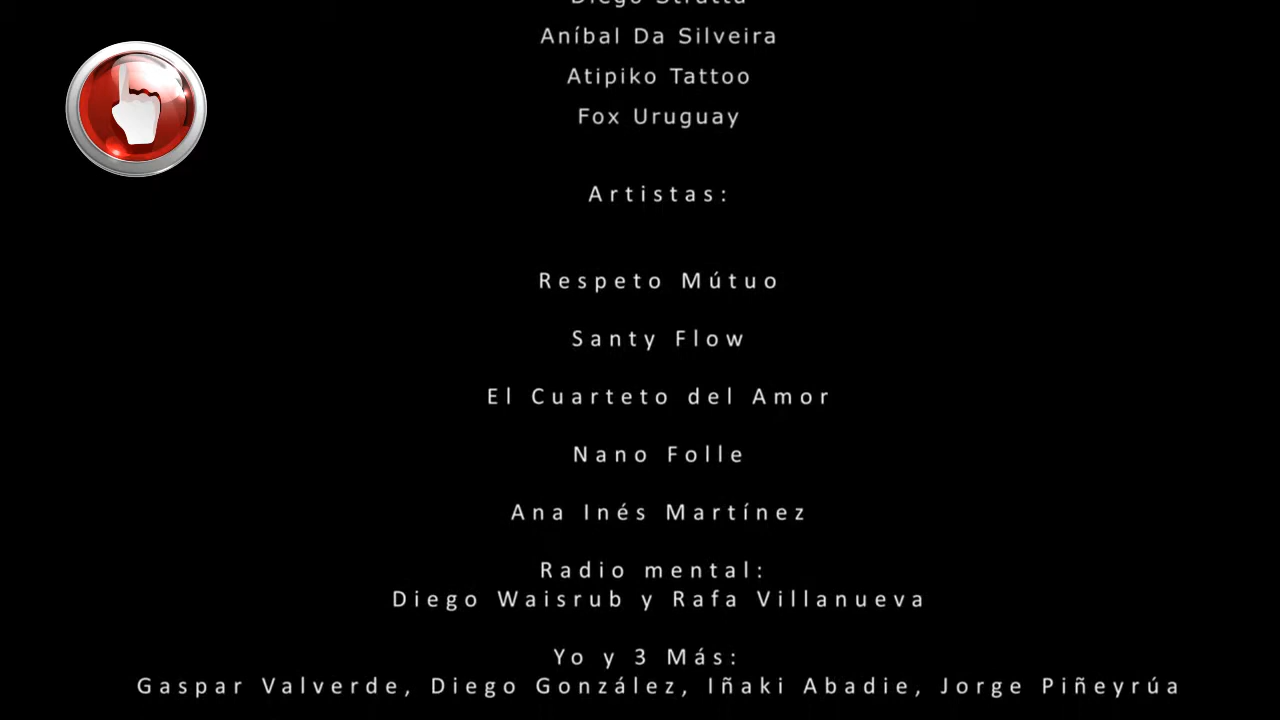 Diego Strutta
Aníbal Da Silveira
Atipiko Tattoo
Fox Uruguay
Artistas:
Respeto Mútuo
Santy Flow
El Cuarteto del Amor
Nano Folle
Ana Inés Martínez
Radio mental:
Diego Waisrub y Rafa Villanueva
Yo y 3 Más:
Gaspar Valverde, Diego González, Iñaki Abadie, Jorge Piñeyrúa